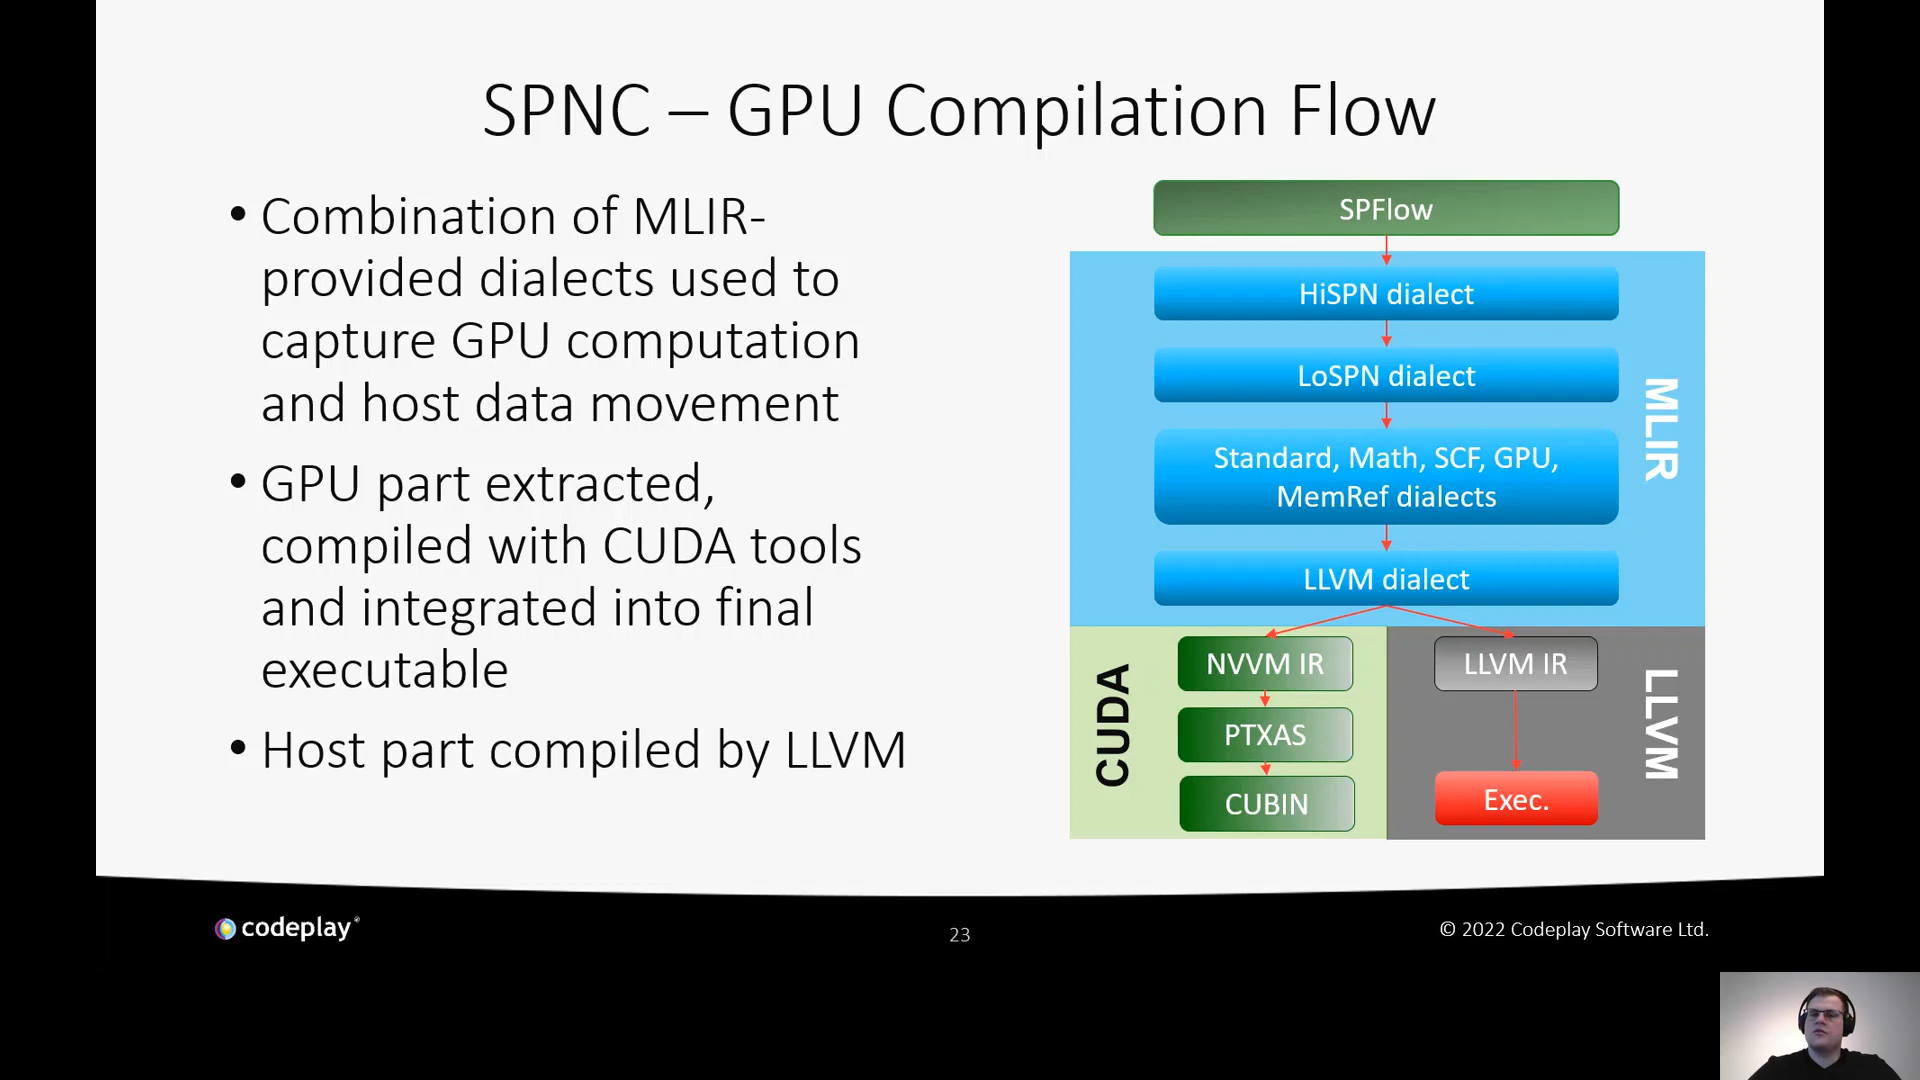 SPNC – GPU Compilation Flow
• Combination of MLIR-
provided dialects used to
capture GPU computation
and host data movement
• GPU part extracted,
compiled with CUDA tools
and integrated into final
executable
• Host part compiled by LLVM
SPFlow
HiSPN dialect
LoSPN dialect
Standard, Math, SCF, GPU,
MemRef dialects
LLVM dialect
MLIR
CUDA
NVVM IR
PTXAS
CUBIN
LLVM IR
Exec.
LLVM
codeplay®
23
© 2022 Codeplay Software Ltd.